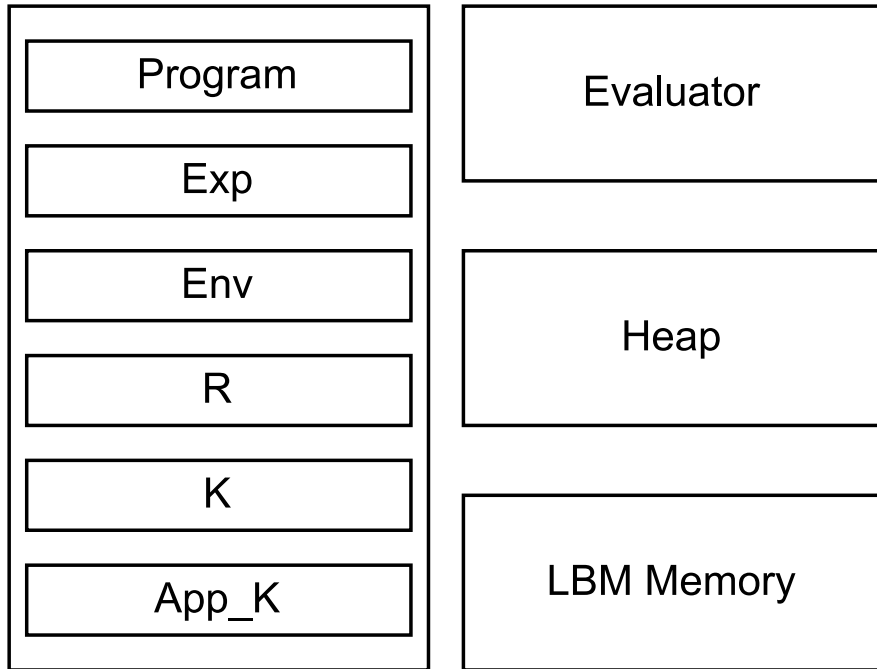 Program
Exp
Env
R
K
App_K
Evaluator
Heap
LBM Memory